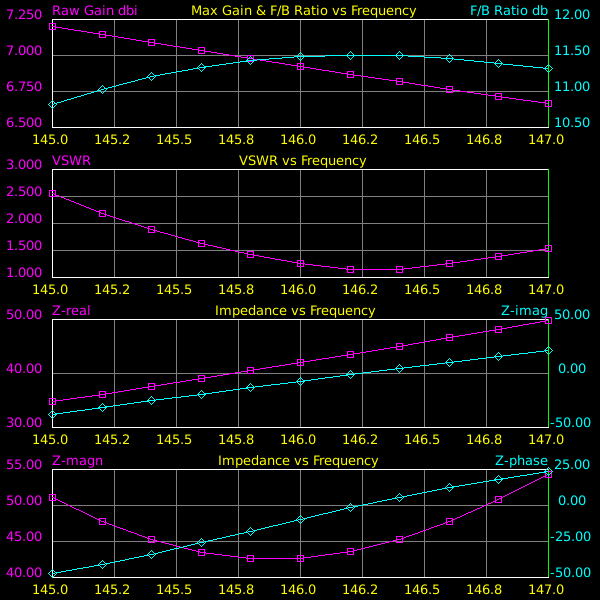 7.250 Raw Gain dbi Max Gain & F/B Ratio vs Frequency F/B Ratio db 12.00
7.000 11.50
6.750 11.00
6.500 10.50
145.0 145.2 145.5 145.8 146.0 146.2 146.5 146.8 147.0
3.000 VSWR VSWR vs Frequency
2.500
2.000
1.500
1.000
145.0 145.2 145.5 145.8 146.0 146.2 146.5 146.8 147.0
50.00 Z-real Impedance vs Frequency Z-imag 50.00
40.00 0.00
30.00 -50.00
145.0 145.2 145.5 145.8 146.0 146.2 146.5 146.8 147.0
55.00 Z-magn Impedance vs Frequency Z-phase 25.00
50.00 0.00
45.00 -25.00
40.00 -50.00
145.0 145.2 145.5 145.8 146.0 146.2 146.5 146.8 147.0